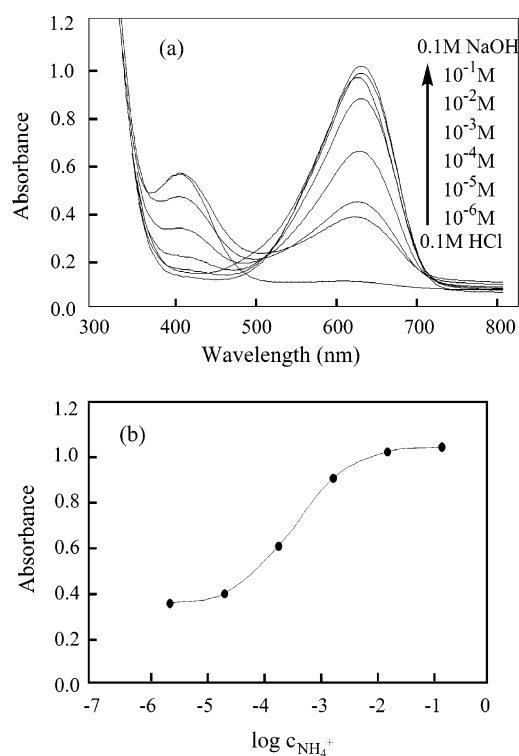 (a)
0.1M NaOH
10⁻¹M
10⁻²M
10⁻³M
10⁻⁴M
10⁻⁵M
10⁻⁶M
0.1M HCl
1.2
1.0
0.8
0.6
0.4
0.2
0.0
Absorbance
300 400 500 600 700 800
Wavelength (nm)
(b)
1.2
1.0
0.8
0.6
0.4
0.2
0.0
Absorbance
-7 -6 -5 -4 -3 -2 -1 0
log c_NH₄⁺